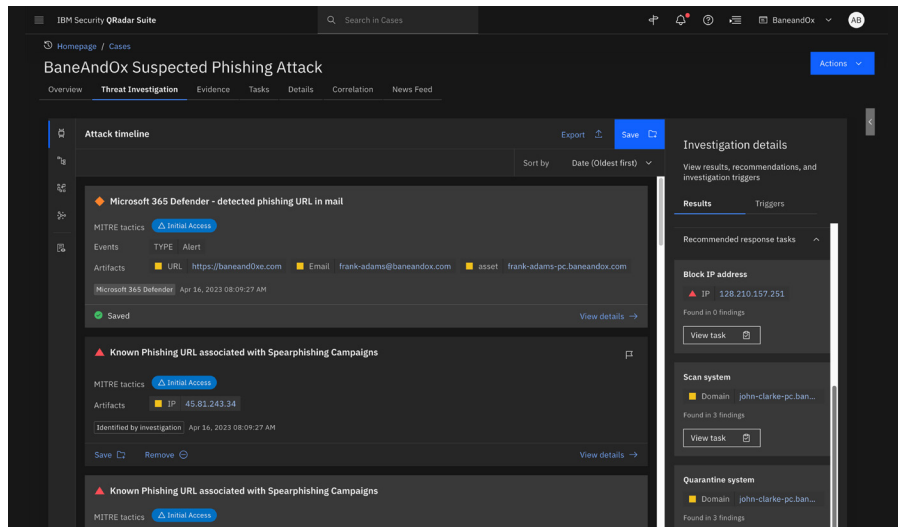 IBM Security QRadar Suite
Search in Cases
BaneandOx
AB
Homepage / Cases
BaneAndOx Suspected Phishing Attack
Actions
Overview
Threat Investigation
Evidence
Tasks
Details
Correlation
News Feed
Attack timeline
Export
Save
Sort by
Date (Oldest first)
Microsoft 365 Defender - detected phishing URL in mail
MITRE tactics
Initial Access
Events
TYPE Alert
Artifacts
URL https://baneand0xe.com
Email frank-adams@baneandox.com
asset frank-adams-pc.baneandox.com
Microsoft 365 Defender
Apr 16, 2023 08:09:27 AM
Saved
View details
Known Phishing URL associated with Spearphishing Campaigns
MITRE tactics
Initial Access
Artifacts
IP 45.81.243.34
Identified by investigation
Apr 16, 2023 08:09:27 AM
Save
Remove
View details
Known Phishing URL associated with Spearphishing Campaigns
MITRE tactics
Initial Access
Investigation details
View results, recommendations, and
investigation triggers
Results
Triggers
Recommended response tasks
Block IP address
IP 128.210.157.251
Found in 0 findings
View task
Scan system
Domain john-clarke-pc.ban...
Found in 3 findings
View task
Quarantine system
Domain john-clarke-pc.ban...
Found in 3 findings